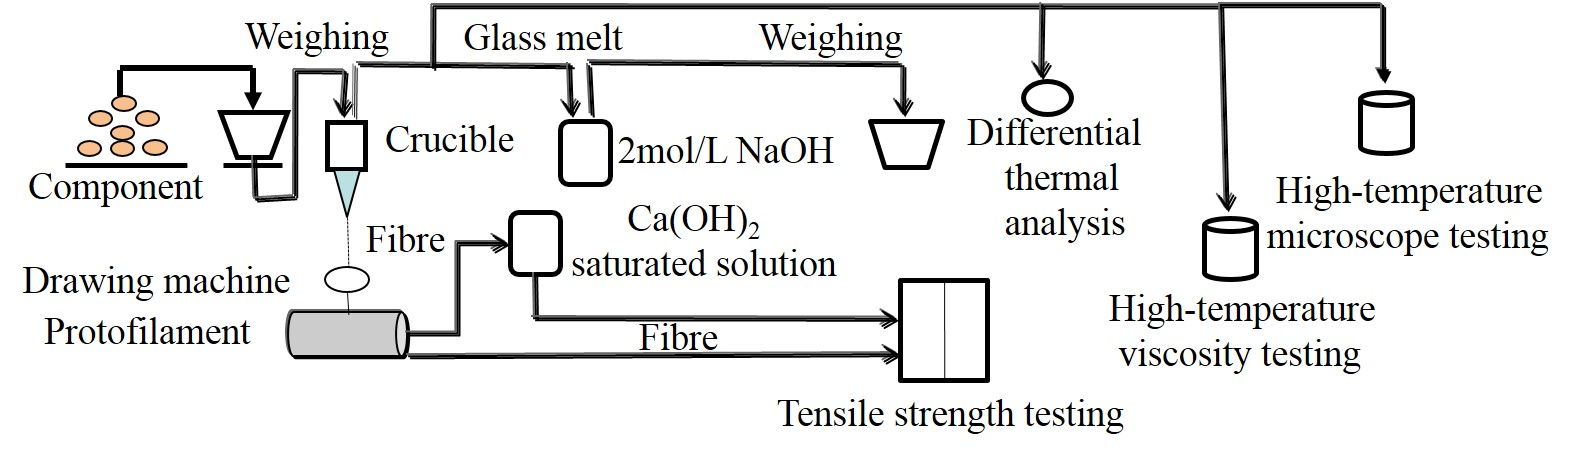 Weighing
Glass melt
Weighing
Component
Crucible
2mol/L NaOH
Differential
thermal
analysis
High-temperature
microscope testing
Fibre
Ca(OH)₂
saturated solution
Drawing machine
Protofilament
Fibre
High-temperature
viscosity testing
Tensile strength testing